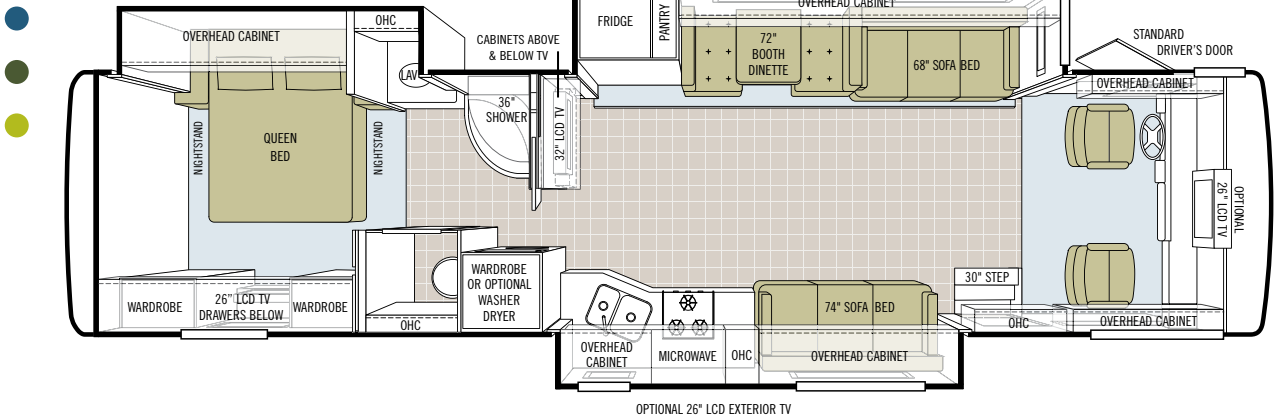 OHC
OVERHEAD CABINET
LAV
CABINETS ABOVE
& BELOW TV
FRIDGE
PANTRY
OVERHEAD CABINET
72"
BOOTH
DINETTE
68" SOFA BED
STANDARD
DRIVER'S DOOR
OVERHEAD CABINET
NIGHTSTAND
QUEEN
BED
NIGHTSTAND
36"
SHOWER
32" LCD TV
26" LCD TV
OPTIONAL
WARDROBE
26" LCD TV
DRAWERS BELOW
WARDROBE
OHC
WARDROBE
OR OPTIONAL
WASHER
DRYER
30" STEP
74" SOFA BED
OHC
OVERHEAD CABINET
OVERHEAD
CABINET
MICROWAVE
OHC
OVERHEAD CABINET
OPTIONAL 26" LCD EXTERIOR TV